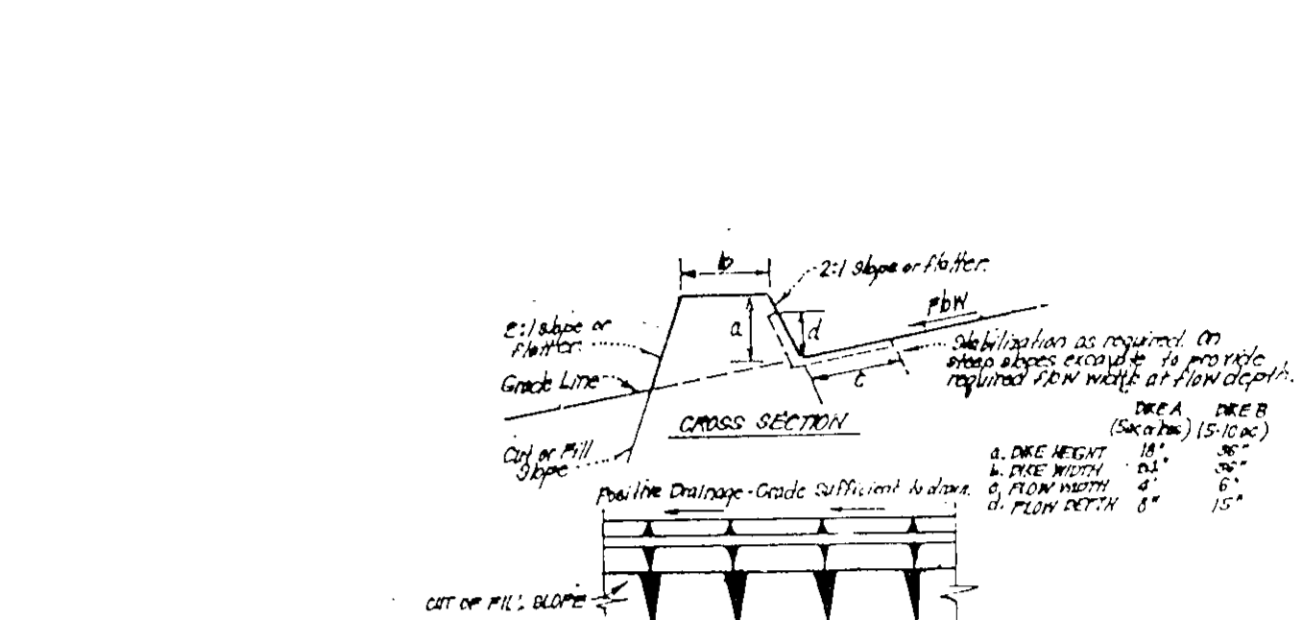 b
2:1 slope or flatter.
Flow
a
d
2:1 slope or
flatter.
Stabilization as required. On
steep slopes excavate to provide
required flow width at flow depth.
Grade Line
c
CROSS SECTION
Cut or Fill
Slope
DIKE A DIKE B
(5-10 ac)
a. DIKE HEIGHT 18" 36"
b. DIKE WIDTH 36"
c. FLOW WIDTH 4' 6'
d. FLOW DEPTH 8" 15"
Positive Drainage-Grade Sufficient to drain.
CUT OF FILL SLOPE